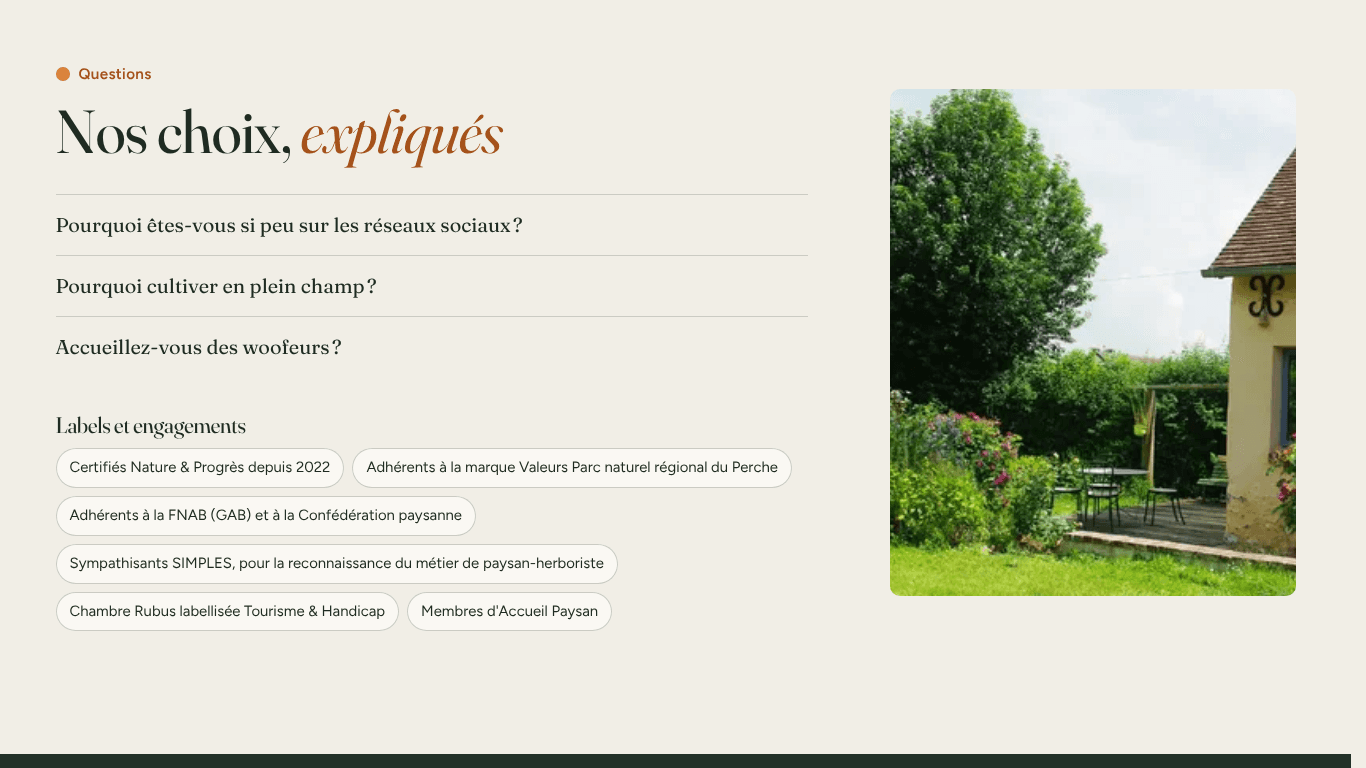 Questions
Nos choix, expliqués
Pourquoi êtes-vous si peu sur les réseaux sociaux ?
Pourquoi cultiver en plein champ ?
Accueillez-vous des woofeurs ?
Labels et engagements
Certifiés Nature & Progrès depuis 2022
Adhérents à la marque Valeurs Parc naturel régional du Perche
Adhérents à la FNAB (GAB) et à la Confédération paysanne
Sympathisants SIMPLES, pour la reconnaissance du métier de paysan-herboriste
Chambre Rubus labellisée Tourisme & Handicap
Membres d'Accueil Paysan